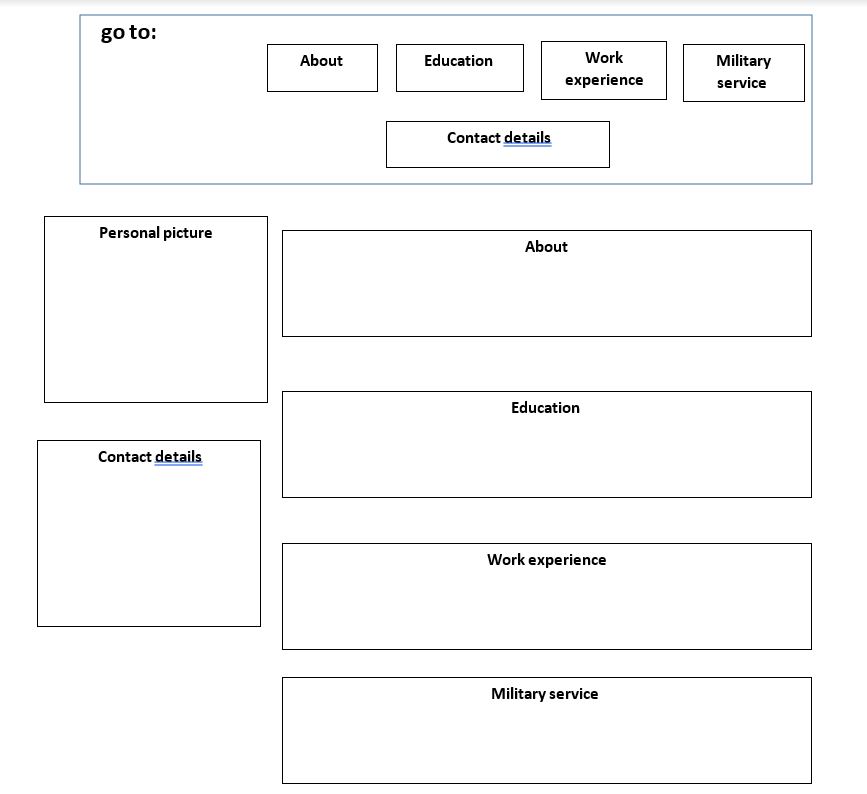 go to:
About
Education
Work
experience
Military
service
Contact details
Personal picture
About
Education
Contact details
Work experience
Military service